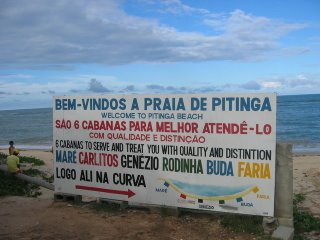 BEM-VINDOS A PRAIA DE PITINGA
WELCOME TO PITINGA BEACH
SÃO 6 CABANAS PARA MELHOR ATENDÊ-LO
COM QUALIDADE E DISTINÇÃO
6 CABANAS TO SERVE AND TREAT YOU WITH QUALITY AND DISTINTION
MARÉ CARLITOS GENÉZIO RODINHA BUDA FARIA
LOGO ALI NA CURVA